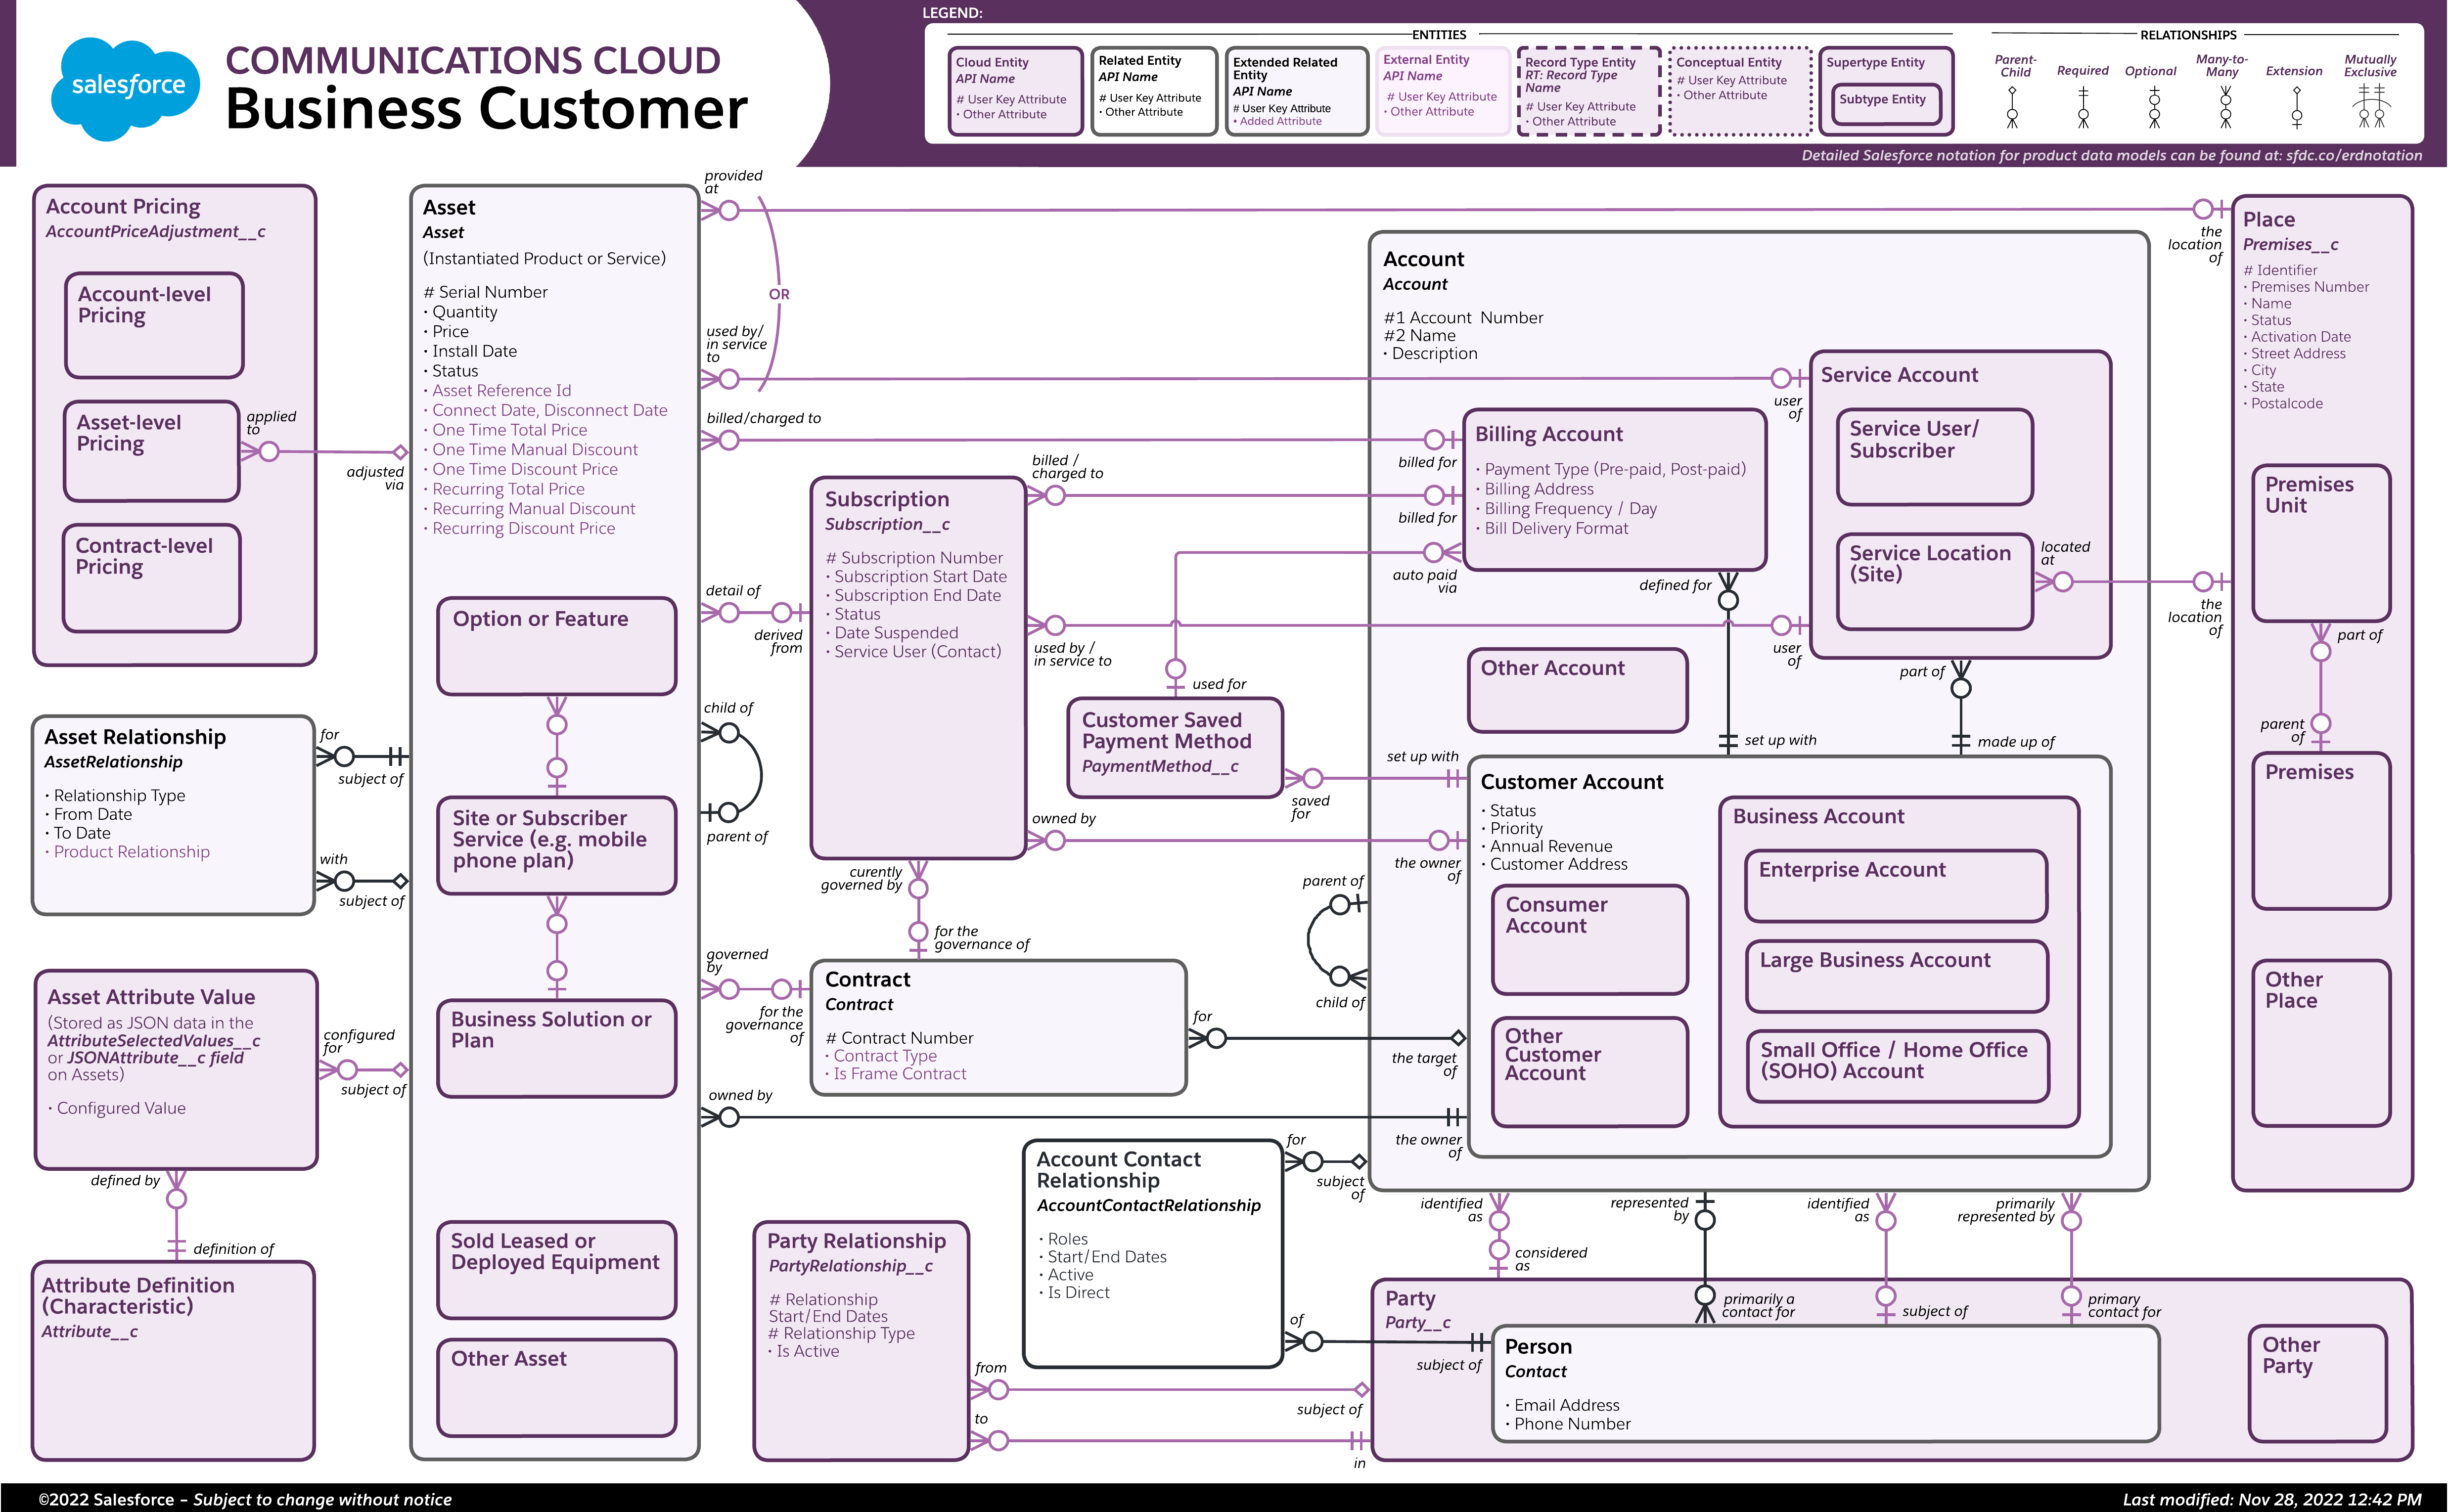 salesforce
COMMUNICATIONS CLOUD
Business Customer
LEGEND:
ENTITIES
RELATIONSHIPS
Cloud Entity
API Name
# User Key Attribute
• Other Attribute
Related Entity
API Name
# User Key Attribute
• Other Attribute
Extended Related
Entity
API Name
# User Key Attribute
• Added Attribute
External Entity
API Name
# User Key Attribute
• Other Attribute
Record Type Entity
RT: Record Type
Name
# User Key Attribute
• Other Attribute
Conceptual Entity
# User Key Attribute
• Other Attribute
Supertype Entity
Subtype Entity
Parent-
Child
Required
Optional
Many-to-
Many
Extension
Mutually
Exclusive
Detailed Salesforce notation for product data models can be found at: sfdc.co/erdnotation
Account Pricing
AccountPriceAdjustment__c
Account-level
Pricing
Asset-level
Pricing
Contract-level
Pricing
applied
to
adjusted
via
Asset Relationship
AssetRelationship
• Relationship Type
• From Date
• To Date
• Product Relationship
for
subject of
with
subject of
Asset Attribute Value
(Stored as JSON data in the
AttributeSelectedValues__c
or JSONAttribute__c field
on Assets)
• Configured Value
configured
for
subject of
defined by
definition of
Attribute Definition
(Characteristic)
Attribute__c
Asset
Asset
(Instantiated Product or Service)
# Serial Number
• Quantity
• Price
• Install Date
• Status
• Asset Reference Id
• Connect Date, Disconnect Date
• One Time Total Price
• One Time Manual Discount
• One Time Discount Price
• Recurring Total Price
• Recurring Manual Discount
• Recurring Discount Price
Option or Feature
Site or Subscriber
Service (e.g. mobile
phone plan)
Business Solution or
Plan
Sold Leased or
Deployed Equipment
Other Asset
provided
at
OR
used by/
in service
to
billed/charged to
detail of
derived
from
child of
parent of
governed
by
for the
governance
of
owned by
Subscription
Subscription__c
# Subscription Number
• Subscription Start Date
• Subscription End Date
• Status
• Date Suspended
• Service User (Contact)
billed /
charged to
used by /
in service to
owned by
curently
governed by
for the
governance of
Contract
Contract
# Contract Number
• Contract Type
• Is Frame Contract
for
the target
of
Customer Saved
Payment Method
PaymentMethod__c
used for
saved
for
set up with
the owner
of
parent of
child of
the owner
of
Account
Account
#1 Account  Number
#2 Name
• Description
billed for
billed for
auto paid
via
Billing Account
• Payment Type (Pre-paid, Post-paid)
• Billing Address
• Billing Frequency / Day
• Bill Delivery Format
defined for
set up with
user
of
user
of
Service Account
Service User/
Subscriber
Service Location
(Site)
located
at
part of
made up of
Other Account
Customer Account
• Status
• Priority
• Annual Revenue
• Customer Address
Consumer
Account
Other
Customer
Account
Business Account
Enterprise Account
Large Business Account
Small Office / Home Office
(SOHO) Account
the
location
of
the
location
of
Place
Premises__c
# Identifier
• Premises Number
• Name
• Status
• Activation Date
• Street Address
• City
• State
• Postalcode
Premises
Unit
part of
parent
of
Premises
Other
Place
Account Contact
Relationship
AccountContactRelationship
• Roles
• Start/End Dates
• Active
• Is Direct
for
subject
of
of
subject of
Party Relationship
PartyRelationship__c
# Relationship
Start/End Dates
# Relationship Type
• Is Active
from
subject of
to
in
identified
as
considered
as
represented
by
primarily a
contact for
identified
as
subject of
primarily
represented by
primary
contact for
Party
Party__c
Person
Contact
• Email Address
• Phone Number
Other
Party
©2022 Salesforce – Subject to change without notice
Last modified: Nov 28, 2022 12:42 PM